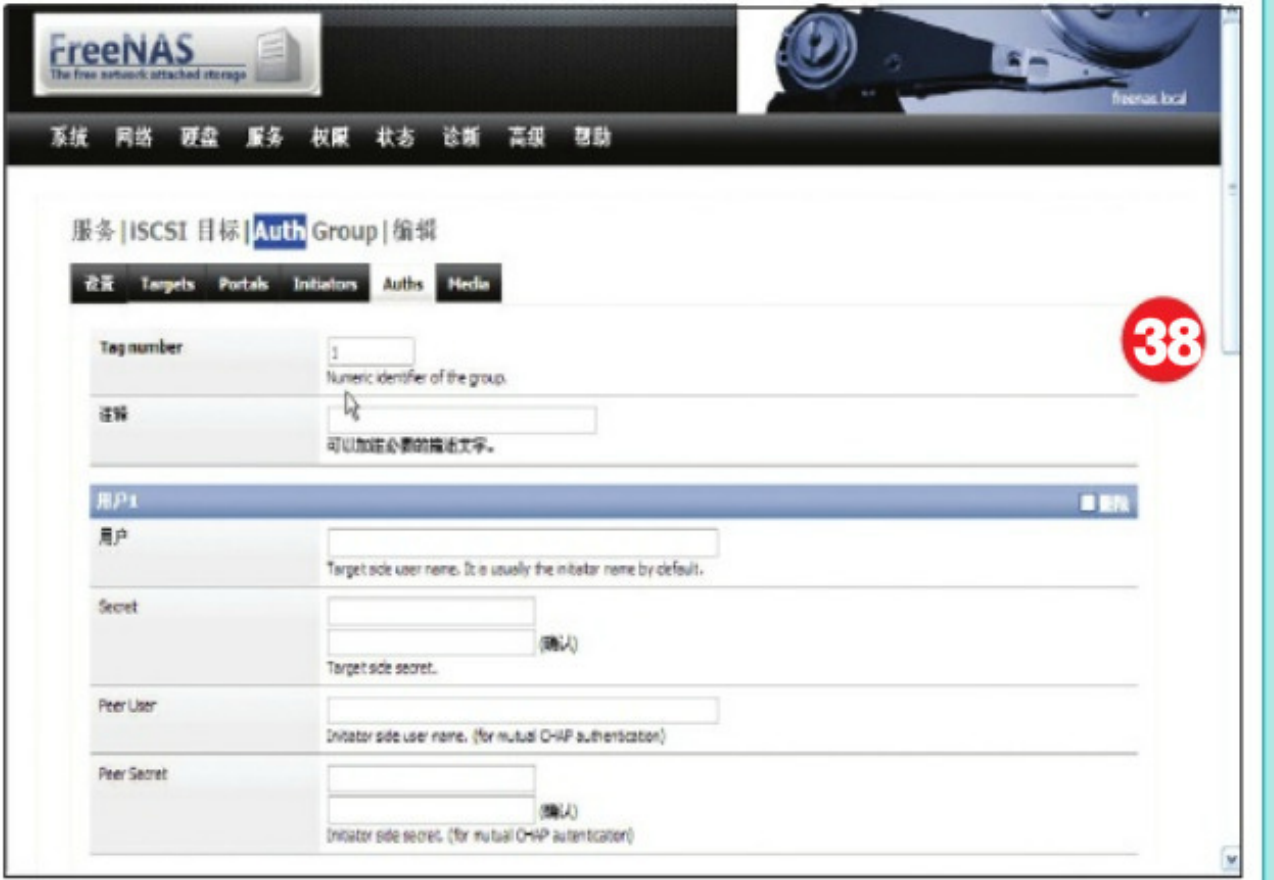 FreeNAS
The free network attached storage
freenas.local
系统 网络 硬盘 服务 权限 状态 诊断 高级 帮助
服务|iSCSI 目标|Auth Group|编辑
设置 Targets Portals Initiators Auths Media
38
Tag number
1
Numeric identifier of the group.
注释
可以加注必要的描述文字。
用户1
删除
用户
Target side user name. It is usually the initiator name by default.
Secret
(确认)
Target side secret.
Peer User
Initiator side user name. (for mutual CHAP authentication)
Peer Secret
(确认)
Initiator side secret. (for mutual CHAP autentication)